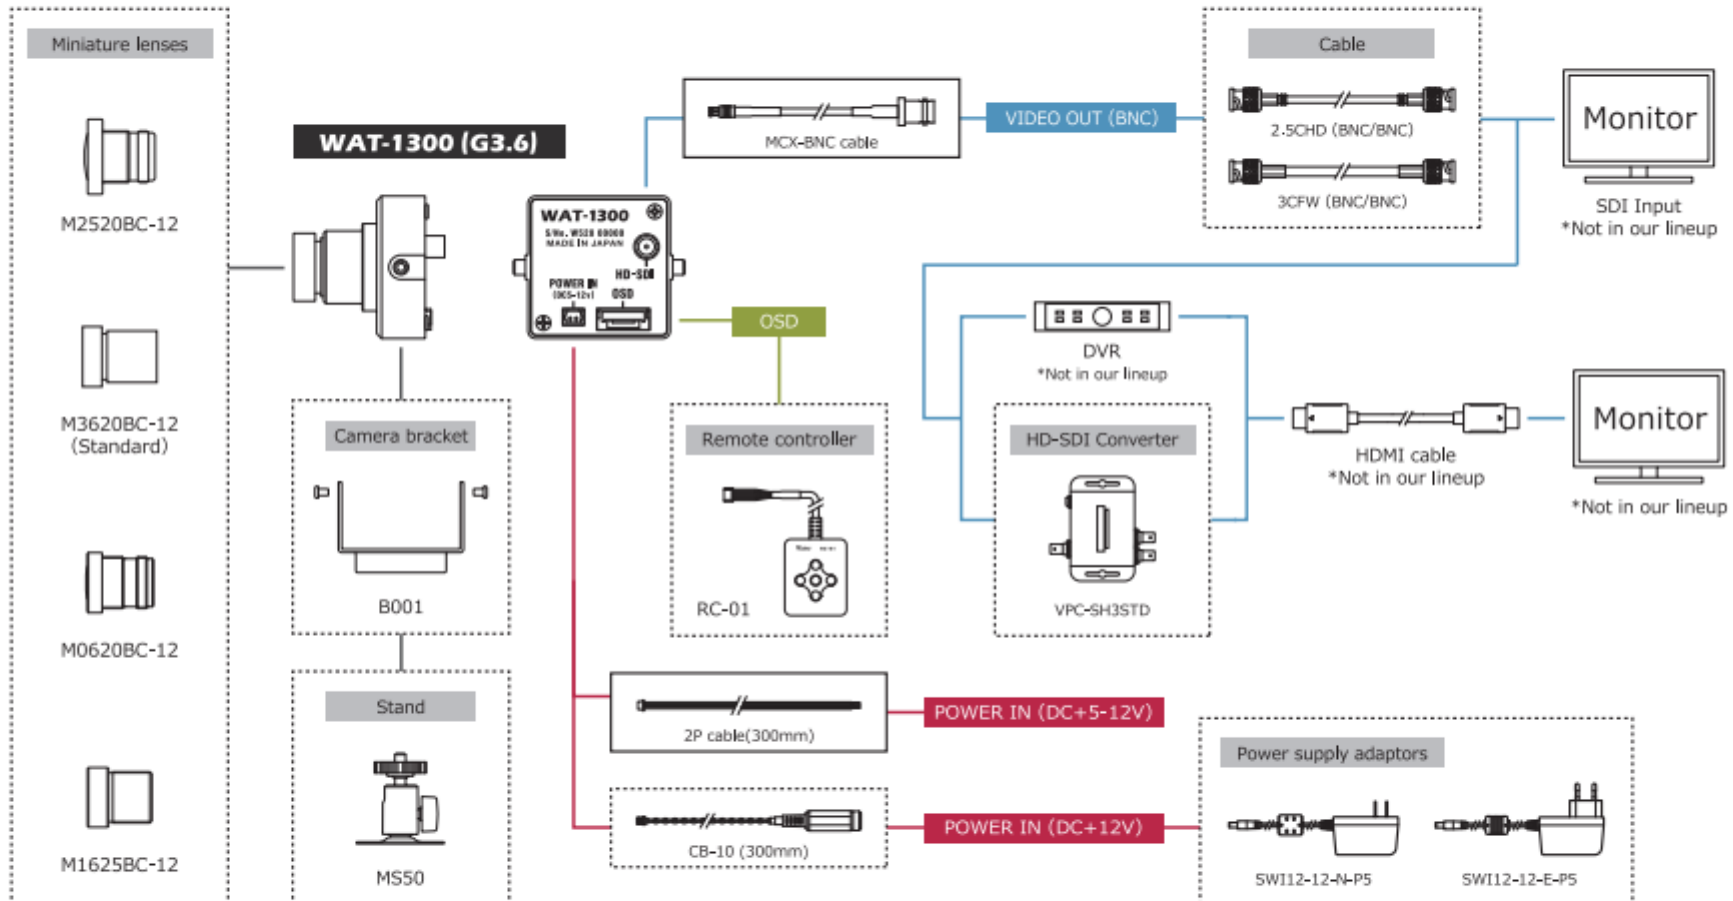 Miniature lenses
M2520BC-12
M3620BC-12
(Standard)
M0620BC-12
M1625BC-12
WAT-1300 (G3.6)
WAT-1300
S/No. W528 00000
MADE IN JAPAN
HD-SDI
POWER IN
(DC5-12v)
OSD
Camera bracket
B001
Stand
MS50
MCX-BNC cable
VIDEO OUT (BNC)
Cable
2.5CHD (BNC/BNC)
3CFW (BNC/BNC)
Monitor
SDI Input
*Not in our lineup
OSD
Remote controller
RC-01
DVR
*Not in our lineup
HD-SDI Converter
VPC-SH3STD
HDMI cable
*Not in our lineup
Monitor
*Not in our lineup
2P cable(300mm)
POWER IN (DC+5-12V)
CB-10 (300mm)
POWER IN (DC+12V)
Power supply adaptors
SWI12-12-N-P5
SWI12-12-E-P5